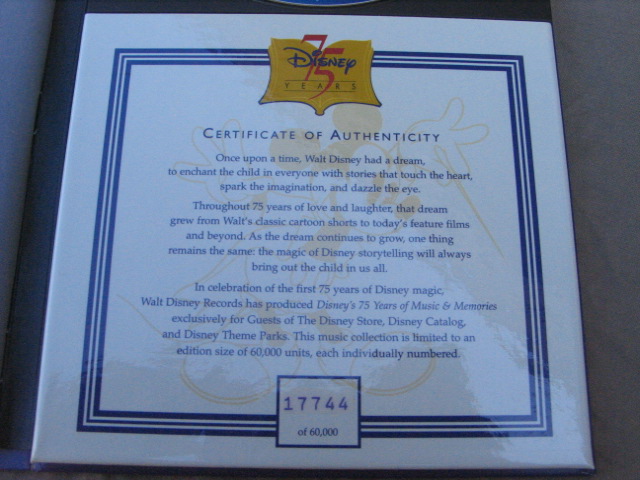 75
Disney
YEARS
CERTIFICATE OF AUTHENTICITY
Once upon a time, Walt Disney had a dream,
to enchant the child in everyone with stories that touch the heart,
spark the imagination, and dazzle the eye.
Throughout 75 years of love and laughter, that dream
grew from Walt's classic cartoon shorts to today's feature films
and beyond. As the dream continues to grow, one thing
remains the same: the magic of Disney storytelling will always
bring out the child in us all.
In celebration of the first 75 years of Disney magic,
Walt Disney Records has produced Disney's 75 Years of Music & Memories
exclusively for Guests of The Disney Store, Disney Catalog,
and Disney Theme Parks. This music collection is limited to an
edition size of 60,000 units, each individually numbered.
17744
of 60,000